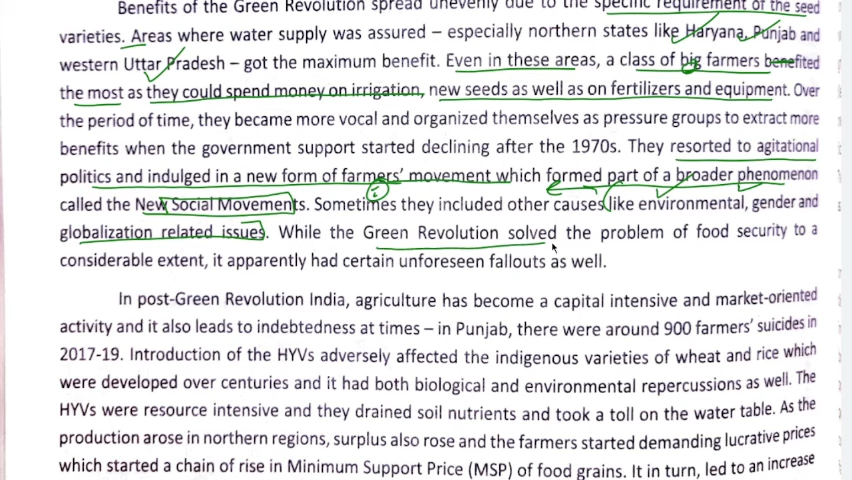 Benefits of the Green Revolution spread unevenly due to the specific requirement of the seed
varieties. Areas where water supply was assured – especially northern states like Haryana, Punjab and
western Uttar Pradesh – got the maximum benefit. Even in these areas, a class of big farmers benefited
the most as they could spend money on irrigation, new seeds as well as on fertilizers and equipment. Over
the period of time, they became more vocal and organized themselves as pressure groups to extract more
benefits when the government support started declining after the 1970s. They resorted to agitational
politics and indulged in a new form of farmers' movement which formed part of a broader phenomenon
called the New Social Movements. Sometimes they included other causes (like environmental, gender and
globalization related issues). While the Green Revolution solved the problem of food security to a
considerable extent, it apparently had certain unforeseen fallouts as well.
In post-Green Revolution India, agriculture has become a capital intensive and market-oriented
activity and it also leads to indebtedness at times – in Punjab, there were around 900 farmers' suicides in
2017-19. Introduction of the HYVs adversely affected the indigenous varieties of wheat and rice which
were developed over centuries and it had both biological and environmental repercussions as well. The
HYVs were resource intensive and they drained soil nutrients and took a toll on the water table. As the
production arose in northern regions, surplus also rose and the farmers started demanding lucrative prices
which started a chain of rise in Minimum Support Price (MSP) of food grains. It in turn, led to an increase